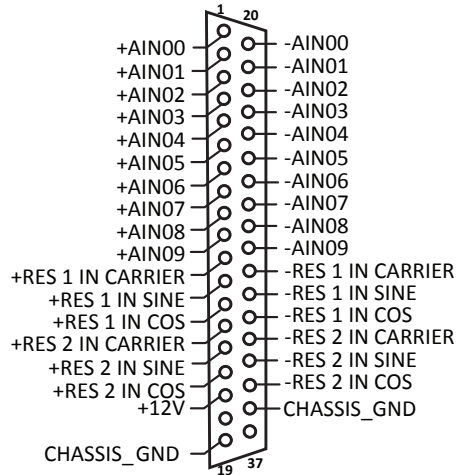 1 20
+AIN00 -AIN00
+AIN01 -AIN01
+AIN02 -AIN02
+AIN03 -AIN03
+AIN04 -AIN04
+AIN05 -AIN05
+AIN06 -AIN06
+AIN07 -AIN07
+AIN08 -AIN08
+AIN09 -AIN09
+RES 1 IN CARRIER -RES 1 IN CARRIER
+RES 1 IN SINE -RES 1 IN SINE
+RES 1 IN COS -RES 1 IN COS
+RES 2 IN CARRIER -RES 2 IN CARRIER
+RES 2 IN SINE -RES 2 IN SINE
+RES 2 IN COS -RES 2 IN COS
+12V CHASSIS_GND
CHASSIS_GND
19 37